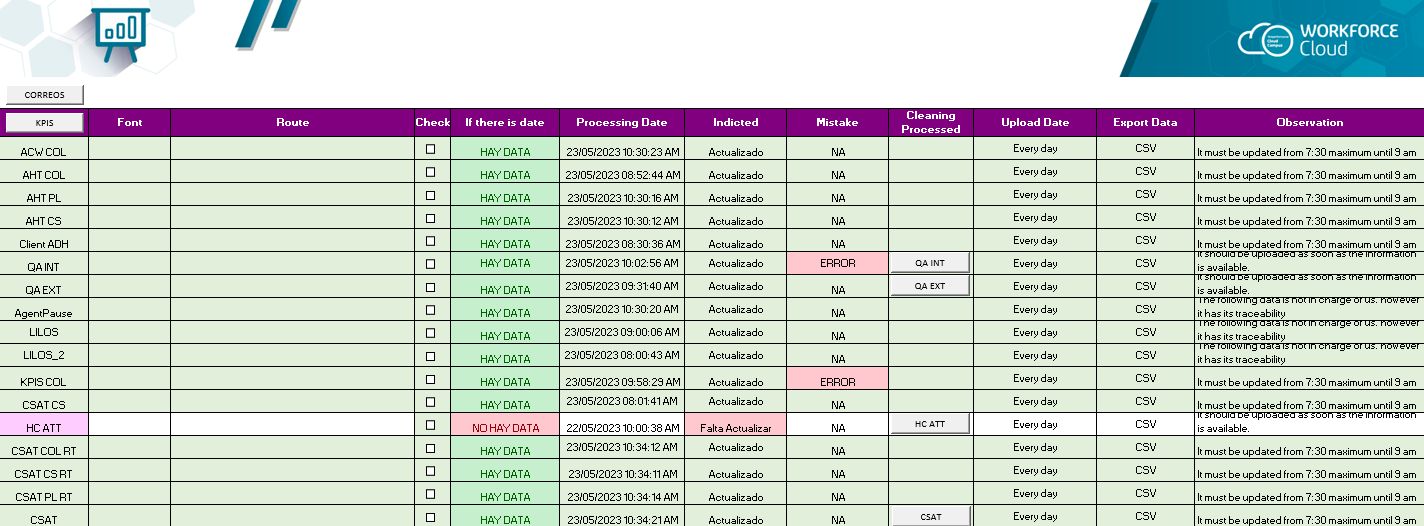 WORKFORCE
Cloud
CORREOS
KPIS Font Route Check If there is date Processing Date Indicted Mistake Cleaning Processed Upload Date Export Data Observation
ACW COL HAY DATA 23/05/2023 10:30:23 AM Actualizado NA Every day CSV It must be updated from 7:30 maximum until 9 am
AHT COL HAY DATA 23/05/2023 08:52:44 AM Actualizado NA Every day CSV It must be updated from 7:30 maximum until 9 am
AHT PL HAY DATA 23/05/2023 10:30:16 AM Actualizado NA Every day CSV It must be updated from 7:30 maximum until 9 am
AHT CS HAY DATA 23/05/2023 10:30:12 AM Actualizado NA Every day CSV It must be updated from 7:30 maximum until 9 am
Client ADH HAY DATA 23/05/2023 08:30:36 AM Actualizado NA Every day CSV It must be updated from 7:30 maximum until 9 am
QA INT HAY DATA 23/05/2023 10:02:56 AM Actualizado ERROR QA INT Every day CSV It should be uploaded as soon as the information is available.
QA EXT HAY DATA 23/05/2023 09:31:40 AM Actualizado NA QA EXT Every day CSV It should be uploaded as soon as the information is available.
AgentPause HAY DATA 23/05/2023 10:30:20 AM Actualizado NA Every day CSV The following data is not in charge of us. however it has its traceability
LILOS HAY DATA 23/05/2023 09:00:06 AM Actualizado NA Every day CSV The following data is not in charge of us. however it has its traceability
LILOS_2 HAY DATA 23/05/2023 08:00:43 AM Actualizado NA Every day CSV The following data is not in charge of us. however it has its traceability
KPIS COL HAY DATA 23/05/2023 09:58:29 AM Actualizado ERROR Every day CSV It must be updated from 7:30 maximum until 9 am
CSAT CS HAY DATA 23/05/2023 08:01:41 AM Actualizado NA Every day CSV It must be updated from 7:30 maximum until 9 am
HC ATT NO HAY DATA 22/05/2023 10:00:38 AM Falta Actualizar NA HC ATT Every day CSV It should be uploaded as soon as the information is available.
CSAT COL RT HAY DATA 23/05/2023 10:34:12 AM Actualizado NA Every day CSV It must be updated from 7:30 maximum until 9 am
CSAT CS RT HAY DATA 23/05/2023 10:34:11 AM Actualizado NA Every day CSV It must be updated from 7:30 maximum until 9 am
CSAT PL RT HAY DATA 23/05/2023 10:34:14 AM Actualizado NA Every day CSV It must be updated from 7:30 maximum until 9 am
CSAT HAY DATA 23/05/2023 10:34:21 AM Actualizado NA CSAT Every day CSV It must be updated from 7:30 maximum until 9 am